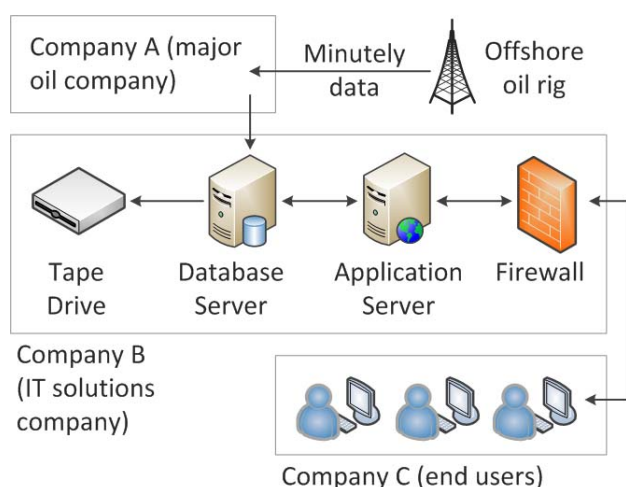 Company A (major
oil company)
Minutely
data
Offshore
oil rig
Tape
Drive
Database
Server
Application
Server
Firewall
Company B
(IT solutions
company)
Company C (end users)